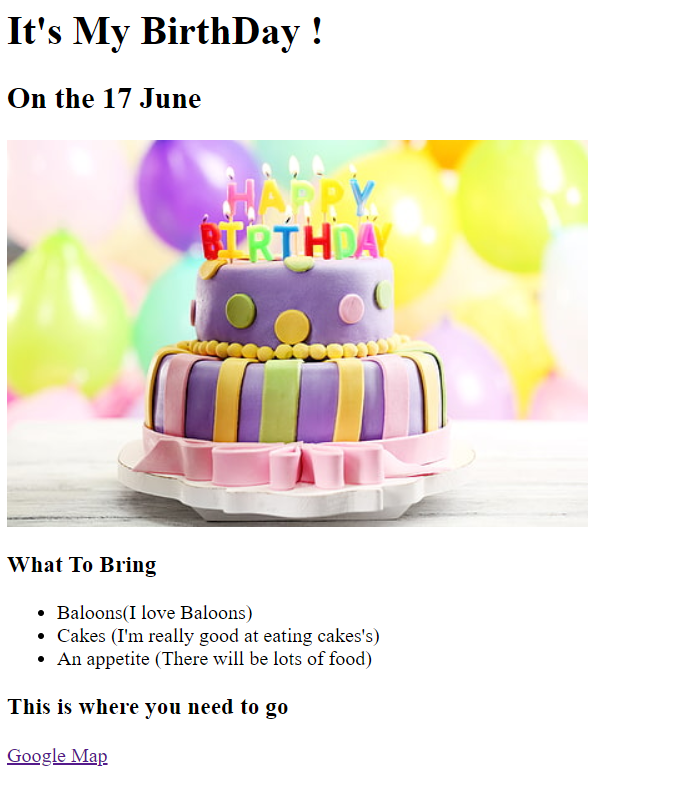 It's My BirthDay !
On the 17 June
HAPPY
BIRTHDAY
What To Bring
Baloons(I love Baloons)
Cakes (I'm really good at eating cakes's)
An appetite (There will be lots of food)
This is where you need to go
Google Map